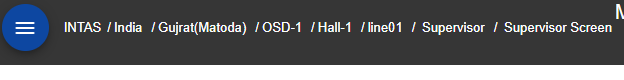 INTAS / India / Gujrat(Matoda) / OSD-1 / Hall-1 / line01 / Supervisor / Supervisor Screen